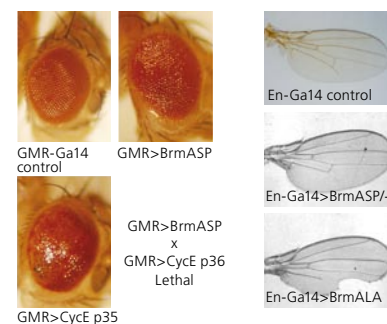 GMR-Ga14
control
GMR>BrmASP
GMR>CycE p35
GMR>BrmASP
x
GMR>CycE p36
Lethal
En-Ga14 control
En-Ga14>BrmASP/-
En-Ga14>BrmALA